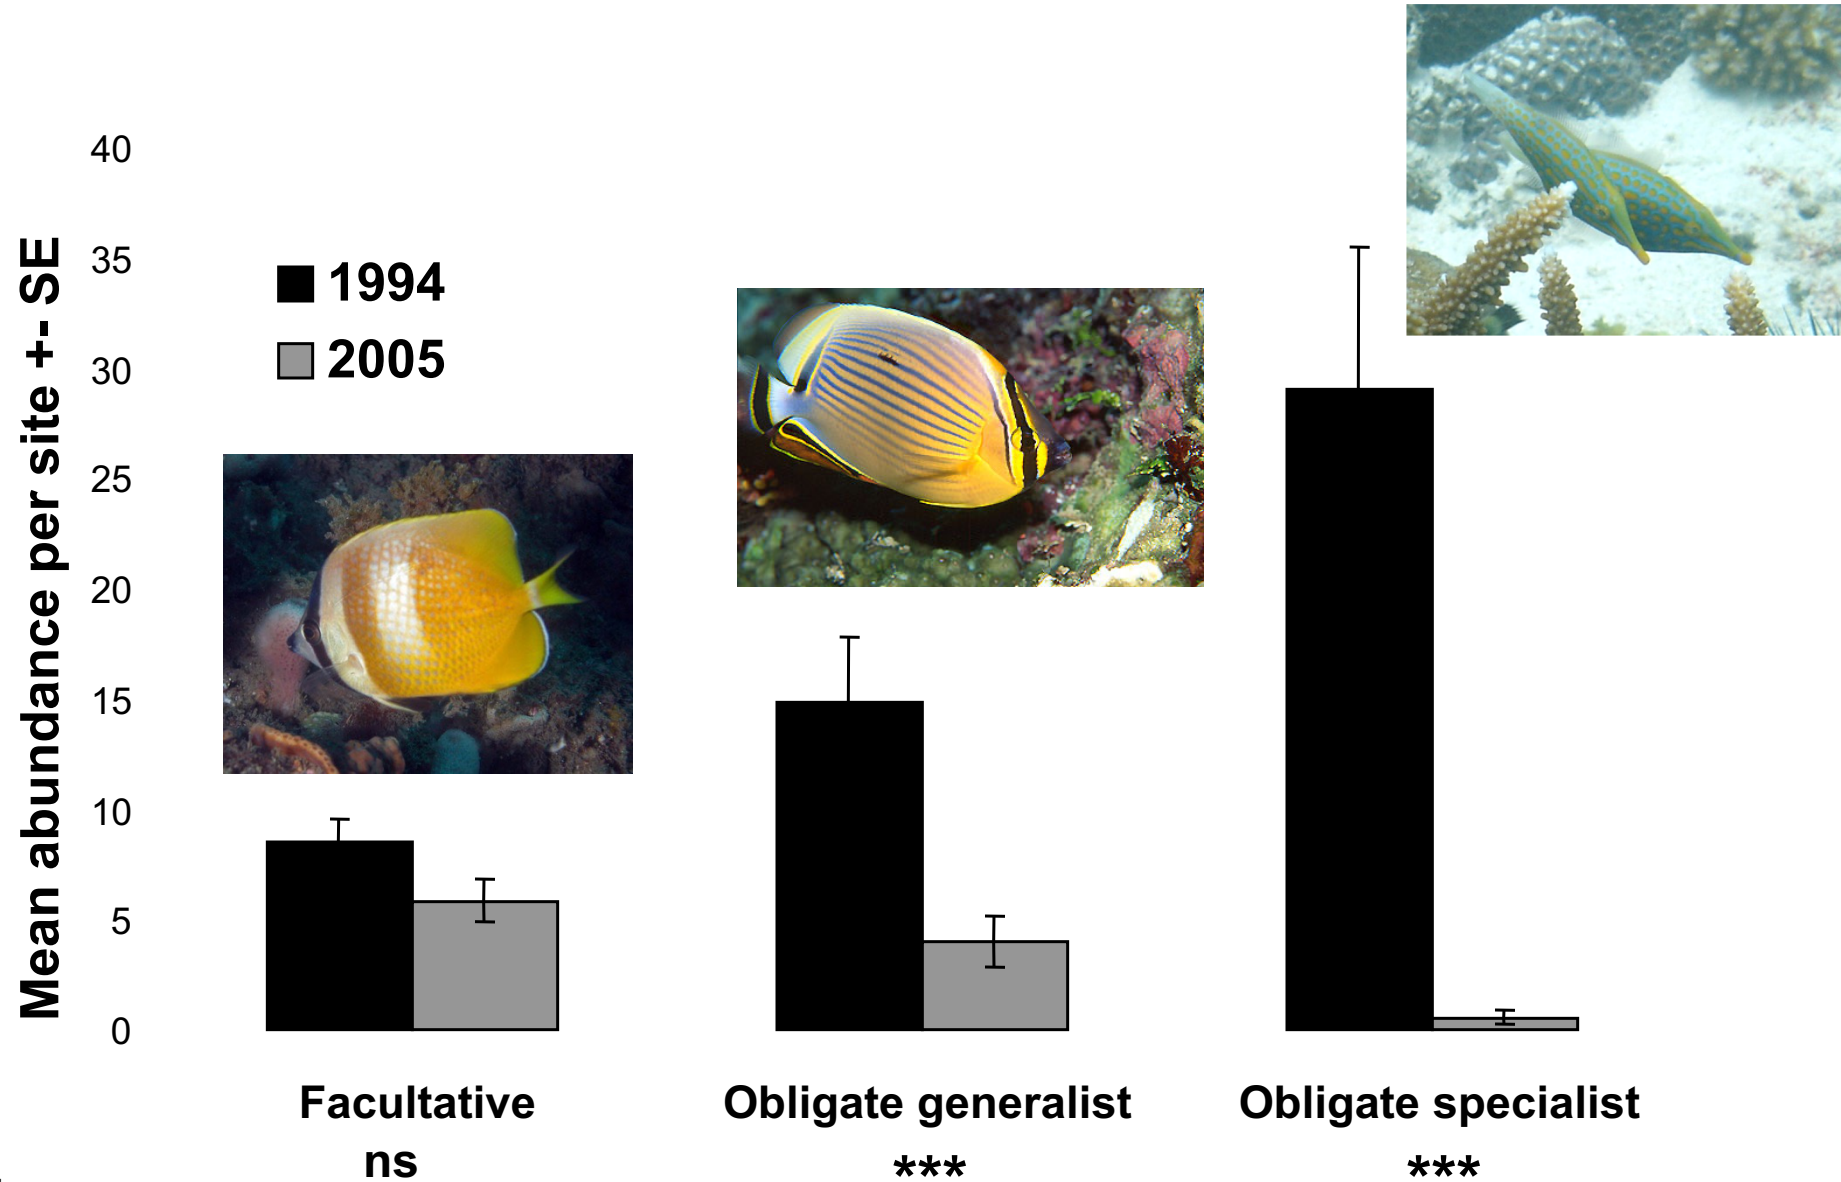 Mean abundance per site +- SE
40
35
30
25
20
15
10
5
0
1994
2005
Facultative
ns
Obligate generalist
***
Obligate specialist
***